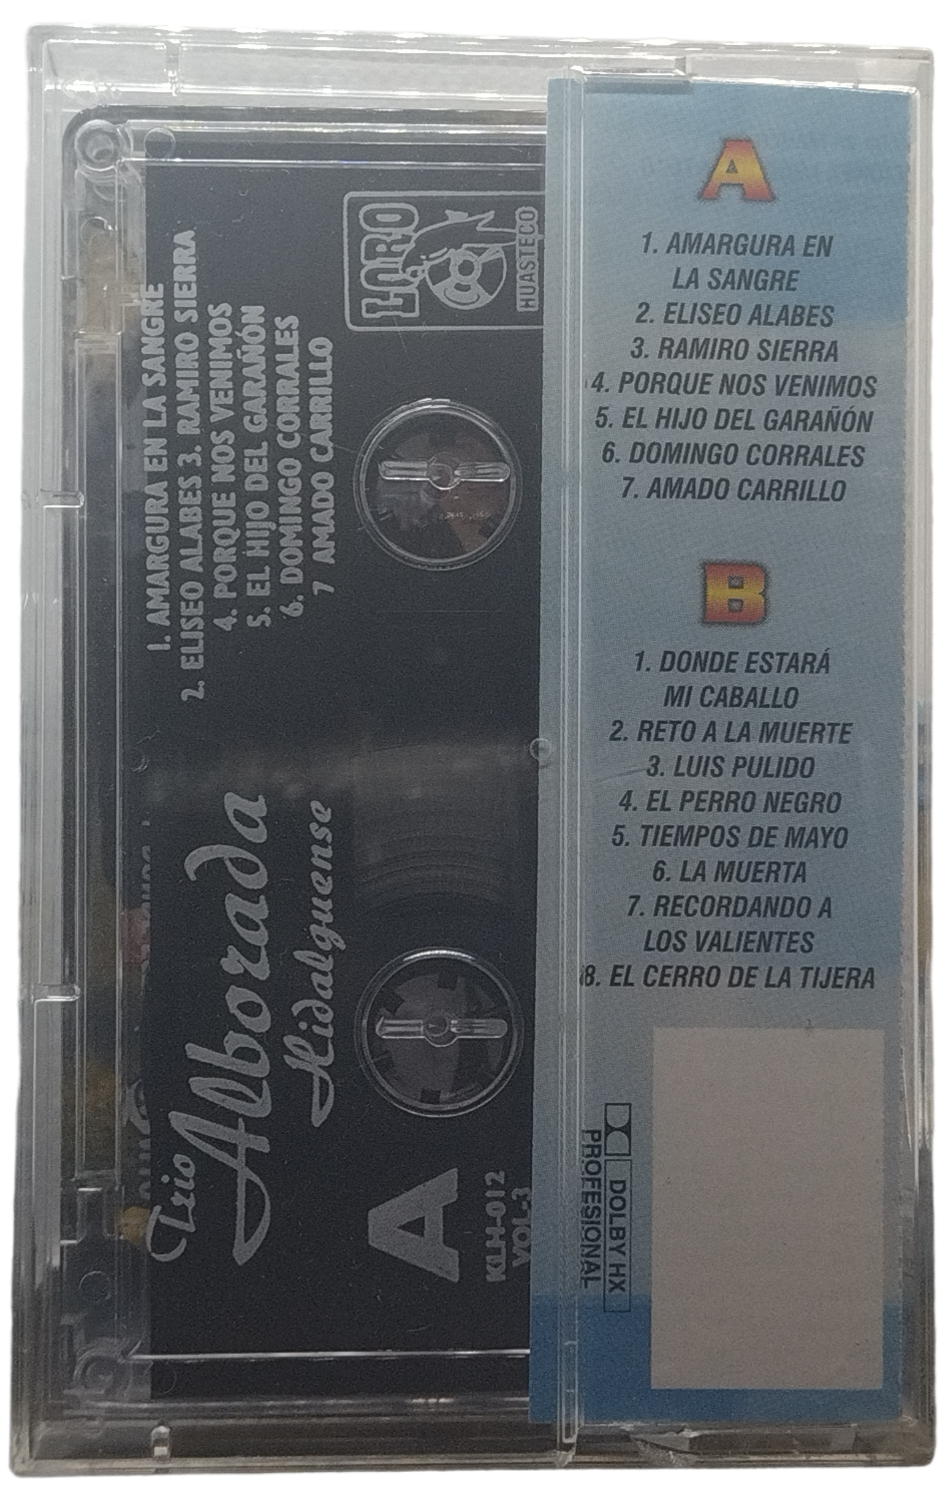 LORO
HUASTECO
1. AMARGURA EN LA SANGRE
2. ELISEO ALABES 3. RAMIRO SIERRA
4. PORQUE NOS VENIMOS
5. EL HIJO DEL GARAÑÓN
6. DOMINGO CORRALES
7 AMADO CARRILLO
Trio
Alborada
Hidalguense
A
KLH-012
VOL-3
A
1. AMARGURA EN
LA SANGRE
2. ELISEO ALABES
3. RAMIRO SIERRA
4. PORQUE NOS VENIMOS
5. EL HIJO DEL GARAÑÓN
6. DOMINGO CORRALES
7. AMADO CARRILLO
B
1. DONDE ESTARÁ
MI CABALLO
2. RETO A LA MUERTE
3. LUIS PULIDO
4. EL PERRO NEGRO
5. TIEMPOS DE MAYO
6. LA MUERTA
7. RECORDANDO A
LOS VALIENTES
8. EL CERRO DE LA TIJERA
DOLBY HX
PROFESIONAL